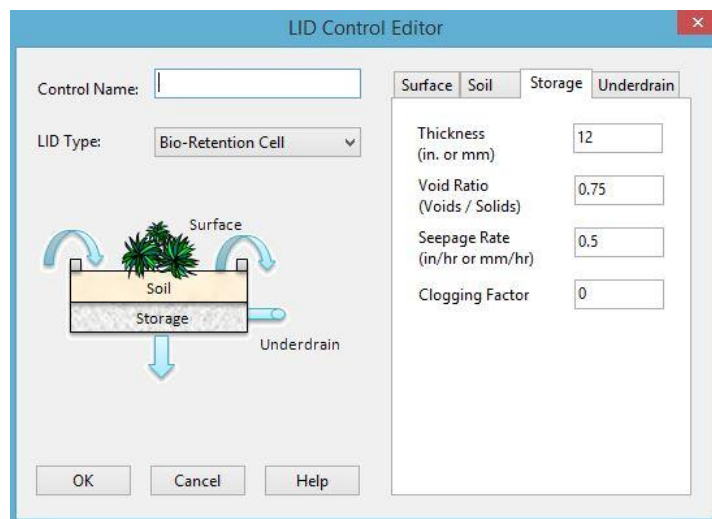 LID Control Editor
Control Name:
LID Type:
Bio-Retention Cell
Surface
Soil
Storage
Underdrain
OK
Cancel
Help
Surface
Soil
Storage
Underdrain
Thickness
(in. or mm)
12
Void Ratio
(Voids / Solids)
0.75
Seepage Rate
(in/hr or mm/hr)
0.5
Clogging Factor
0